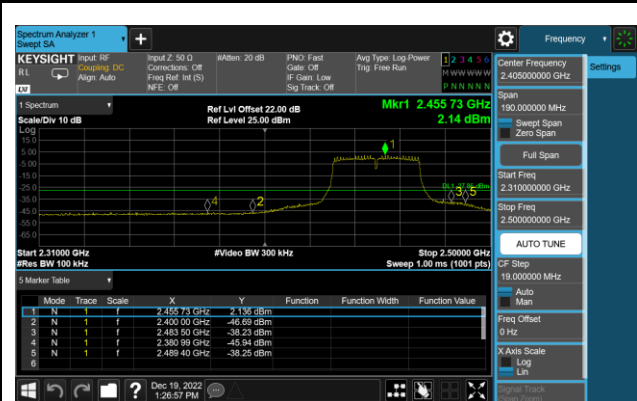 Spectrum Analyzer 1
Swept SA
+
Frequency
KEYSIGHT
RL
LXI
Input: RF
Coupling: DC
Align: Auto
Input Z: 50 Ω
Corrections: Off
Freq Ref: Int (S)
NFE: Off
#Atten: 20 dB
PNO: Fast
Gate: Off
IF Gain: Low
Sig Track: Off
Avg Type: Log-Power
Trig: Free Run
1 2 3 4 5 6
M W W W W W
P N N N N N
Center Frequency
2.405000000 GHz
Settings
Span
190.000000 MHz
Swept Span
Zero Span
Full Span
Start Freq
2.310000000 GHz
Stop Freq
2.500000000 GHz
AUTO TUNE
CF Step
19.000000 MHz
Auto
Man
Freq Offset
0 Hz
X Axis Scale
Log
Lin
Signal Track
(Span Zoom)
1 Spectrum
Scale/Div 10 dB
Ref Lvl Offset 22.00 dB
Ref Level 25.00 dBm
Mkr1 2.455 73 GHz
2.14 dBm
Log
15.0
5.00
-5.00
-15.0
-25.0
-35.0
-45.0
-55.0
-65.0
1
2
3
4
5
Start 2.31000 GHz
#Res BW 100 kHz
#Video BW 300 kHz
Stop 2.50000 GHz
Sweep 1.00 ms (1001 pts)
5 Marker Table
Mode Trace Scale X Y Function Function Width Function Value
1 N 1 f 2.455 73 GHz 2.136 dBm
2 N 1 f 2.400 00 GHz -46.69 dBm
3 N 1 f 2.483 50 GHz -38.23 dBm
4 N 1 f 2.380 99 GHz -45.94 dBm
5 N 1 f 2.489 40 GHz -38.25 dBm
6
?
Dec 19, 2022
1:26:57 PM